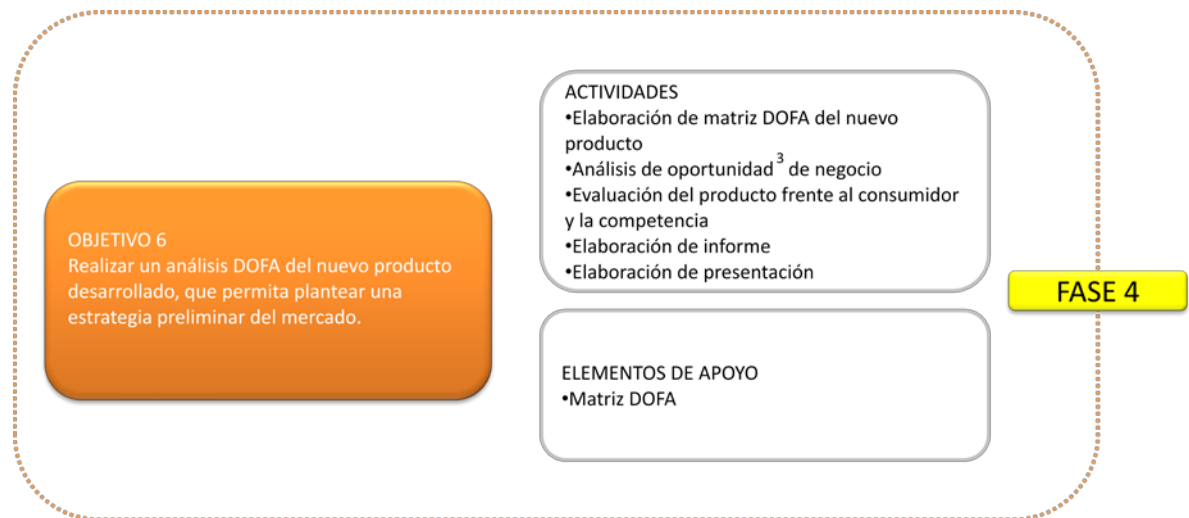 OBJETIVO 6
Realizar un análisis DOFA del nuevo producto
desarrollado, que permita plantear una
estrategia preliminar del mercado.
ACTIVIDADES
•Elaboración de matriz DOFA del nuevo
producto
•Análisis de oportunidad³ de negocio
•Evaluación del producto frente al consumidor
y la competencia
•Elaboración de informe
•Elaboración de presentación
ELEMENTOS DE APOYO
•Matriz DOFA
FASE 4